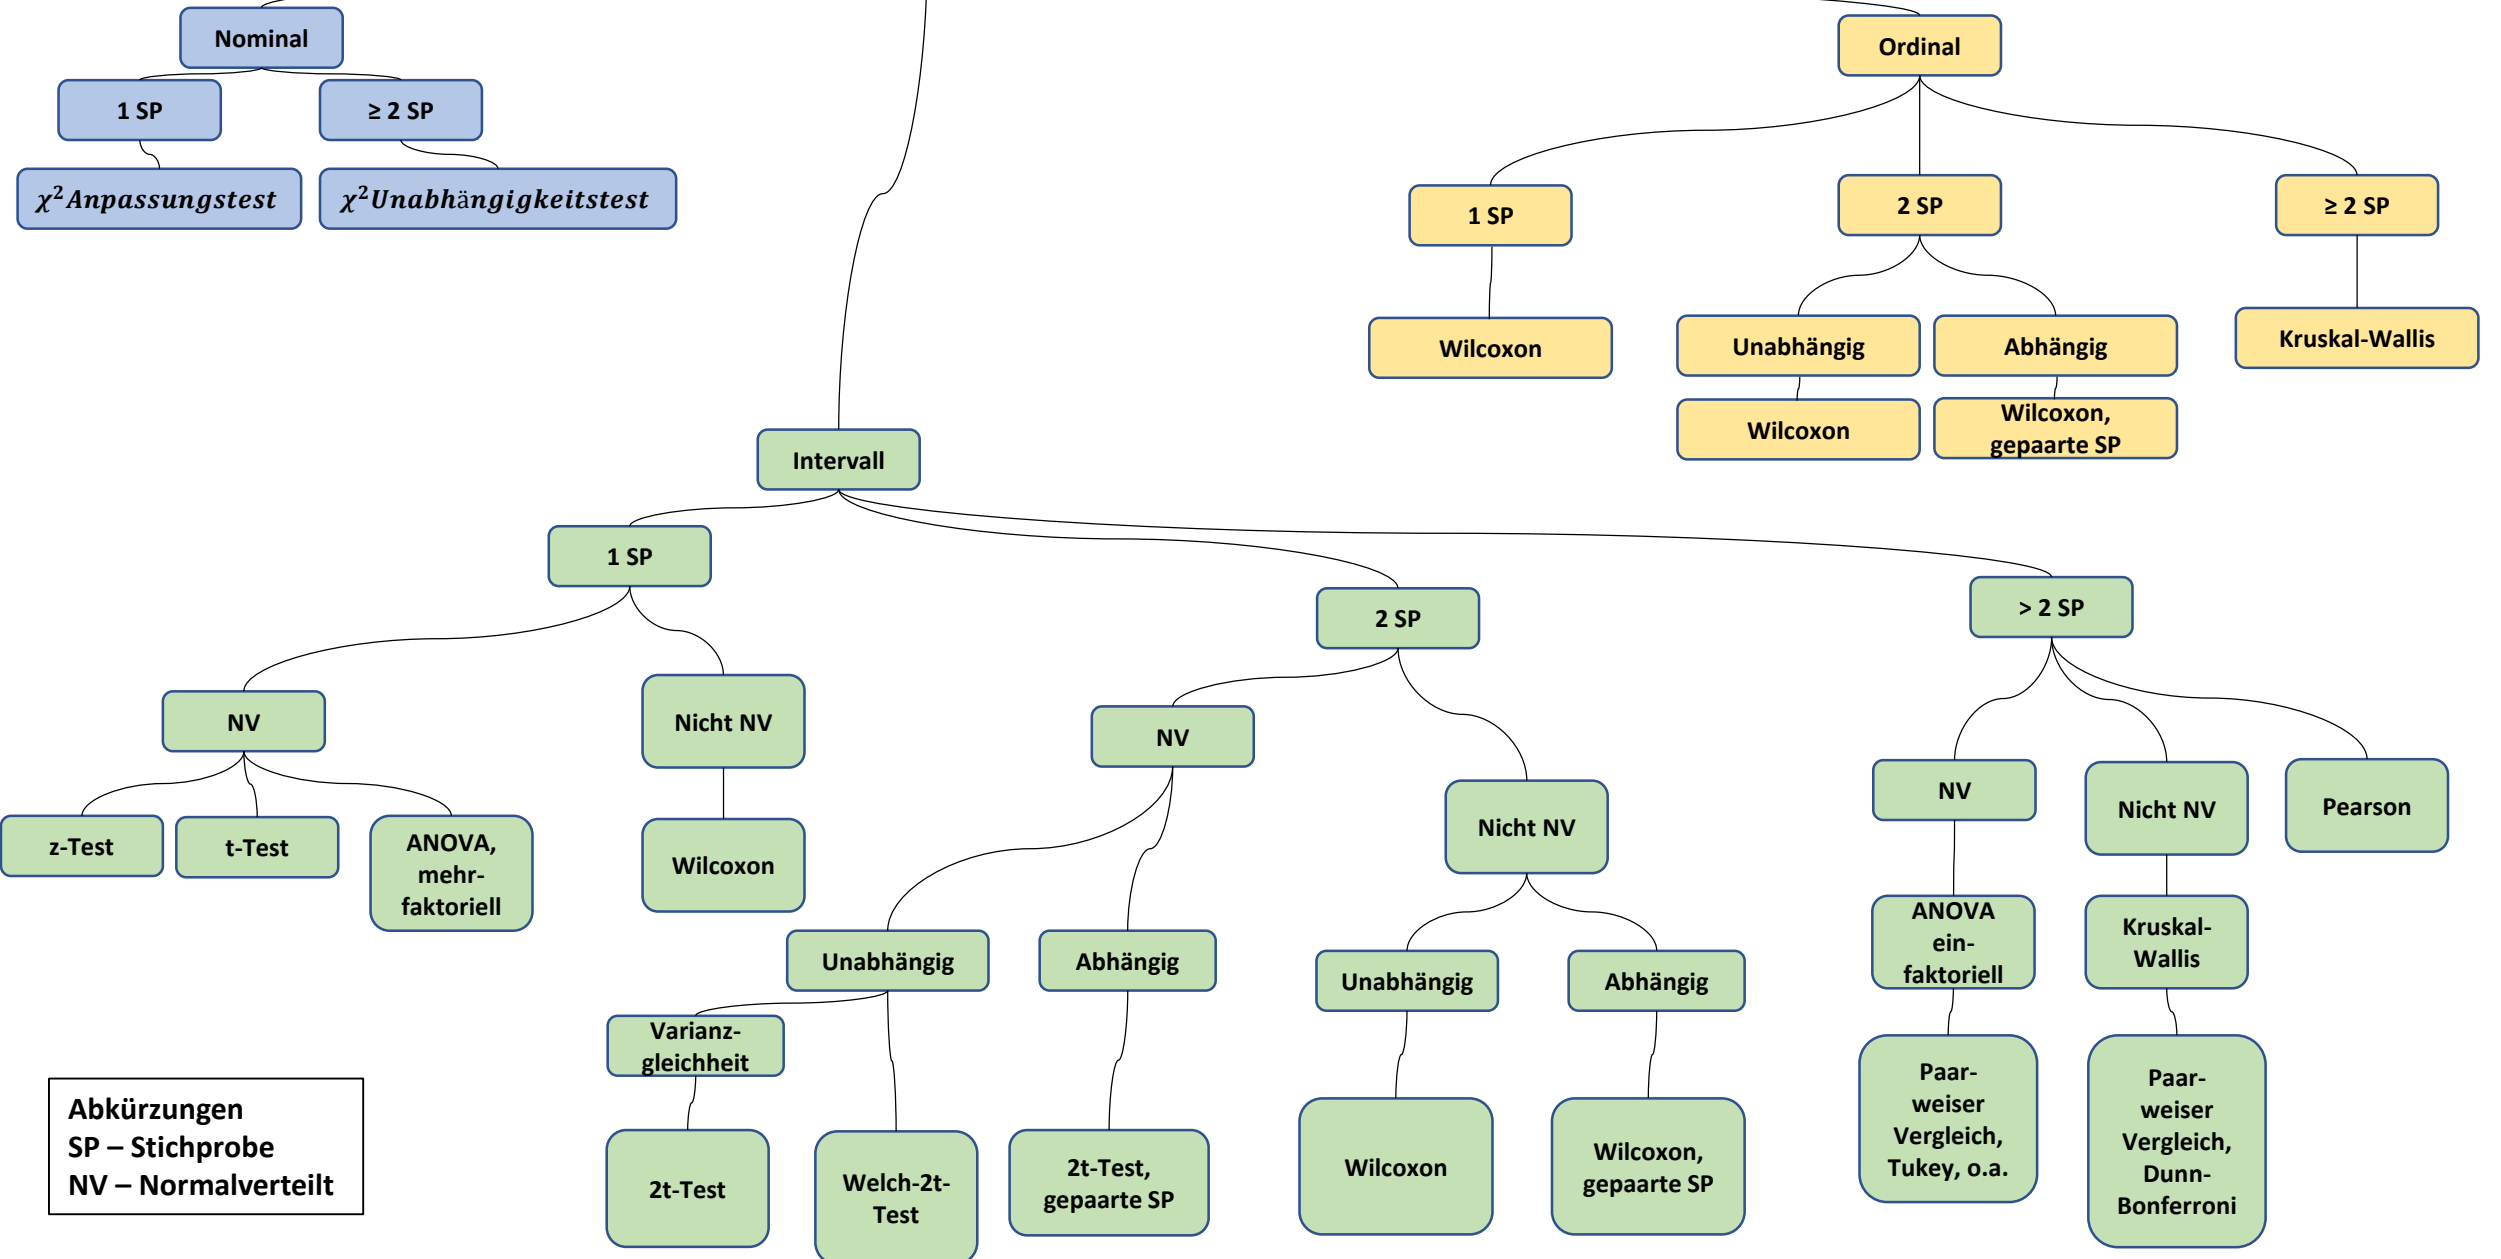 Nominal
Ordinal
1 SP
≥ 2 SP
χ² Anpassungstest
χ² Unabhängigkeitstest
1 SP
2 SP
≥ 2 SP
Wilcoxon
Unabhängig
Abhängig
Kruskal-Wallis
Wilcoxon
Wilcoxon,
gepaarte SP
Intervall
1 SP
2 SP
> 2 SP
NV
Nicht NV
NV
Nicht NV
NV
Nicht NV
Pearson
z-Test
t-Test
ANOVA,
mehr-
faktoriell
Wilcoxon
Unabhängig
Abhängig
Unabhängig
Abhängig
ANOVA
ein-
faktoriell
Kruskal-
Wallis
Varianz-
gleichheit
2t-Test
Welch-2t-
Test
2t-Test,
gepaarte SP
Wilcoxon
Wilcoxon,
gepaarte SP
Paar-
weiser
Vergleich,
Tukey, o.a.
Paar-
weiser
Vergleich,
Dunn-
Bonferroni
Abkürzungen
SP – Stichprobe
NV – Normalverteilt